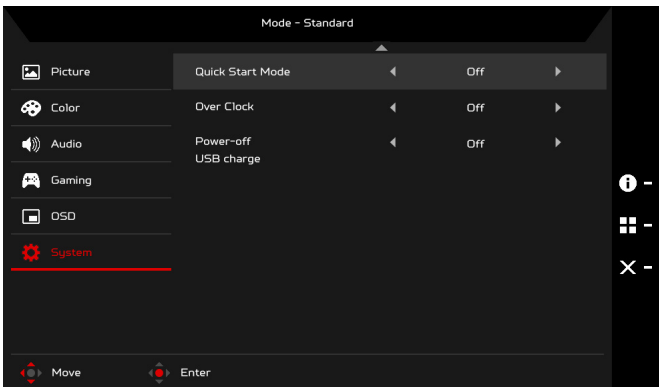 Mode - Standard
Picture
Quick Start Mode Off
Color
Over Clock Off
Audio
Power-off Off
USB charge
Gaming
OSD
System
Move Enter